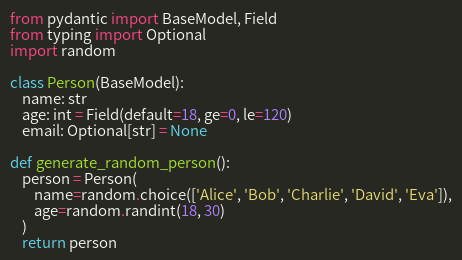 from pydantic import BaseModel, Field
from typing import Optional
import random

class Person(BaseModel):
    name: str
    age: int = Field(default=18, ge=0, le=120)
    email: Optional[str] = None

def generate_random_person():
    person = Person(
        name=random.choice(['Alice', 'Bob', 'Charlie', 'David', 'Eva']),
        age=random.randint(18, 30)
    )
    return person